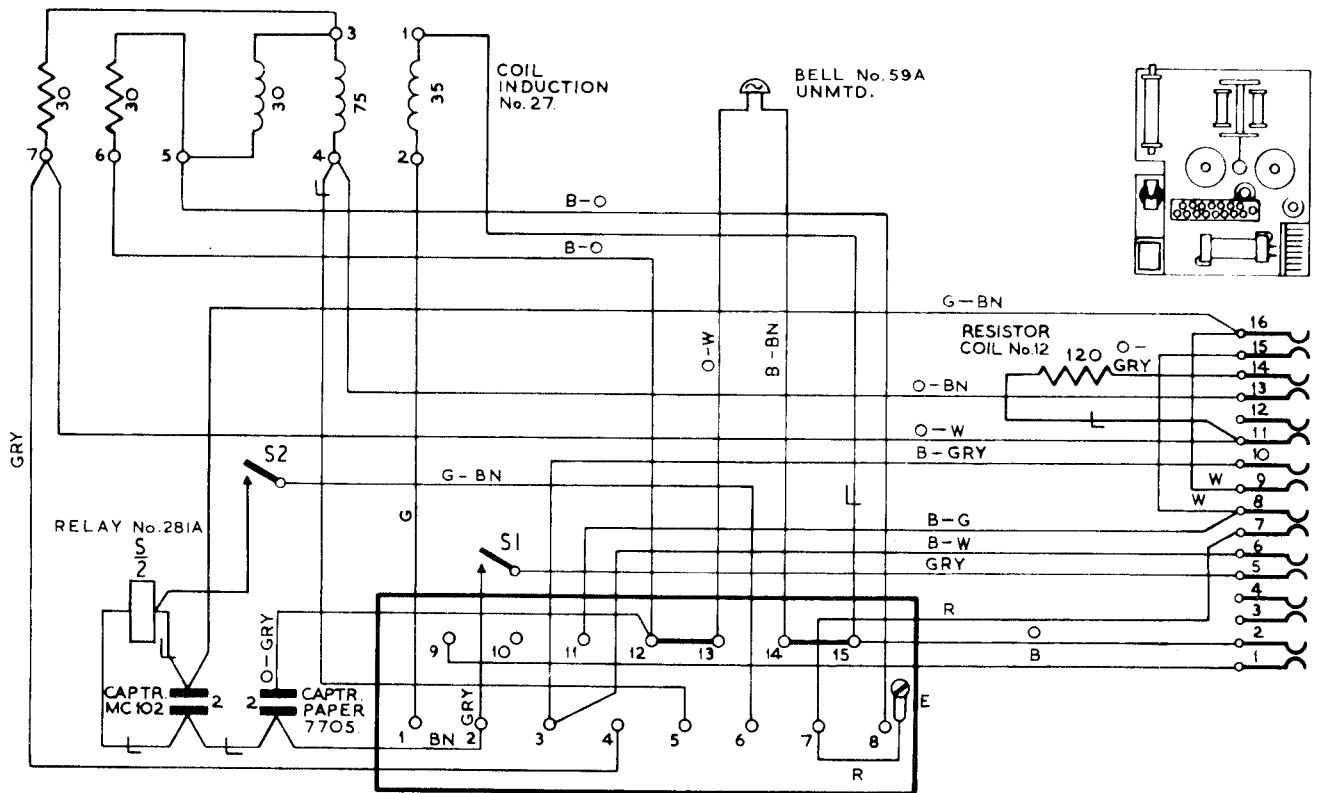 3
1
30
30
30
75
35
COIL
INDUCTION
No. 27.
BELL No. 59A
UNMTD.
7
6
5
4
2
L
B-O
B-O
G-BN
RESISTOR
COIL No.12
120
O-
GRY
O-W
B-BN
O-BN
L
O-W
B-GRY
GRY
S2
G-BN
G
L
W
W
16
15
14
13
12
11
10
9
8
7
6
5
4
3
2
1
RELAY No. 281A
S
2
S1
B-G
B-W
GRY
R
O
B
L
O-GRY
9
10
11
12
13
14
15
CAPTR.
MC 102
2
2
CAPTR.
PAPER
7705.
GRY
E
L
L
BN
1
2
3
4
5
6
7
8
R